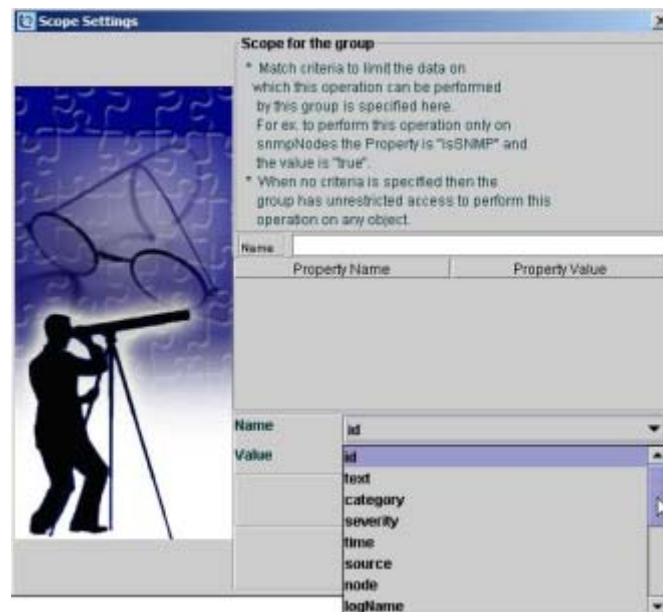 Scope Settings
Scope for the group
* Match criteria to limit the data on
which this operation can be performed
by this group is specified here.
For ex. to perform this operation only on
snmpNodes the Property is "isSNMP" and
the value is "true".
* When no criteria is specified then the
group has unrestricted access to perform this
operation on any object.
Name
Property Name Property Value
Name id
Value id
text
category
severity
time
source
node
logName